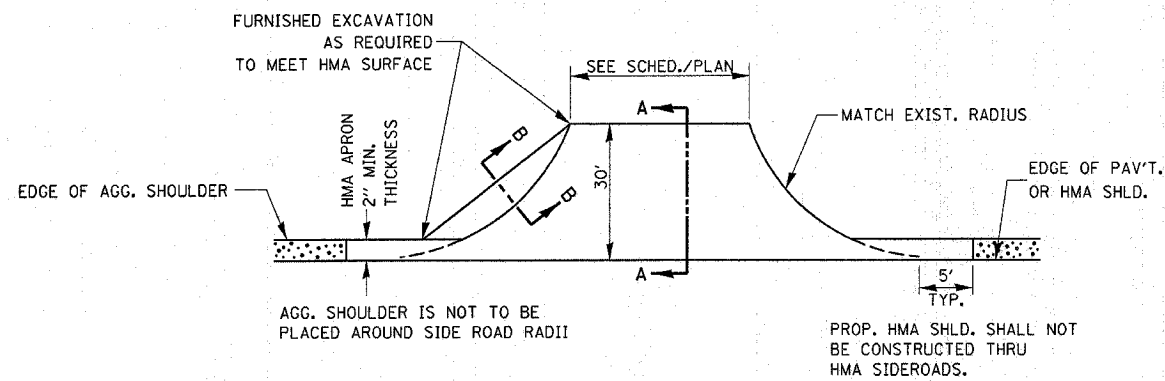 FURNISHED EXCAVATION
AS REQUIRED
TO MEET HMA SURFACE
SEE SCHED./PLAN
A
MATCH EXIST. RADIUS
B
B
30'
HMA APRON
2" MIN.
THICKNESS
EDGE OF AGG. SHOULDER
EDGE OF PAV'T.
OR HMA SHLD.
A
5'
TYP.
AGG. SHOULDER IS NOT TO BE
PLACED AROUND SIDE ROAD RADII
PROP. HMA SHLD. SHALL NOT
BE CONSTRUCTED THRU
HMA SIDEROADS.